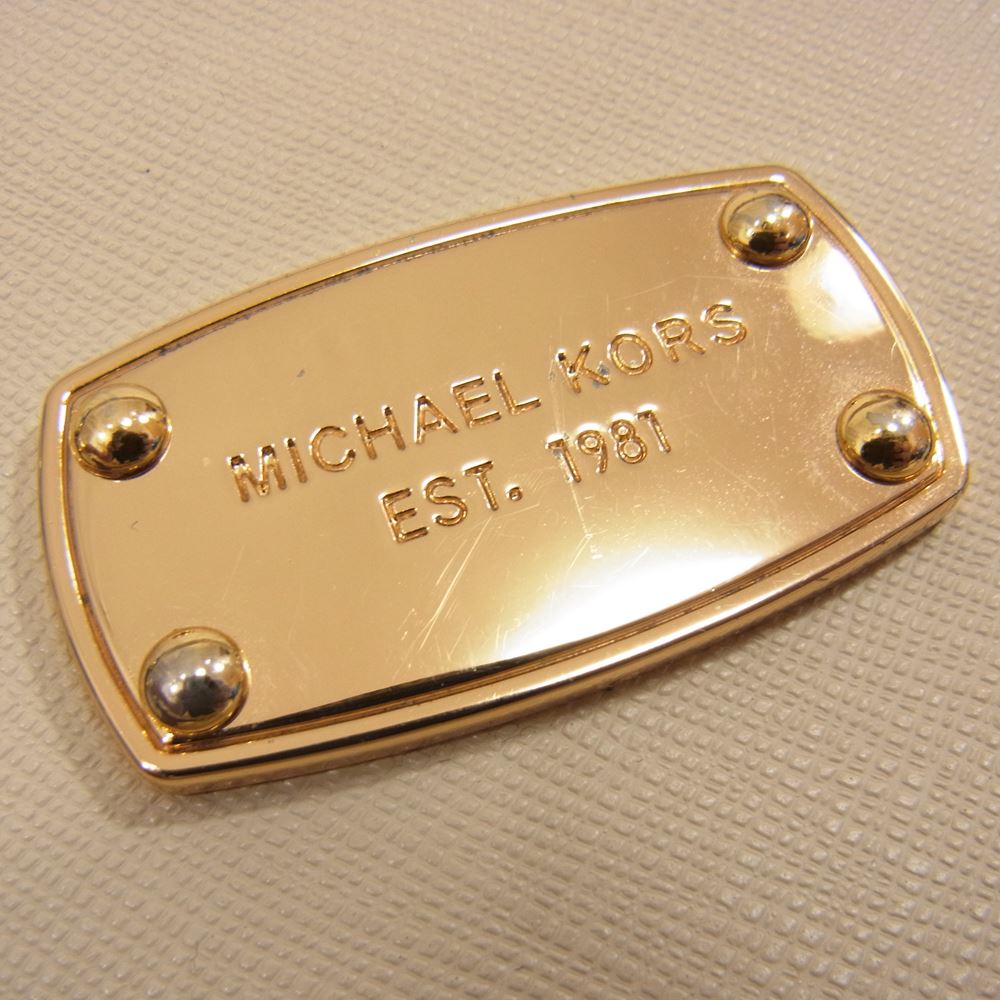 MICHAEL KORS
EST. 1981